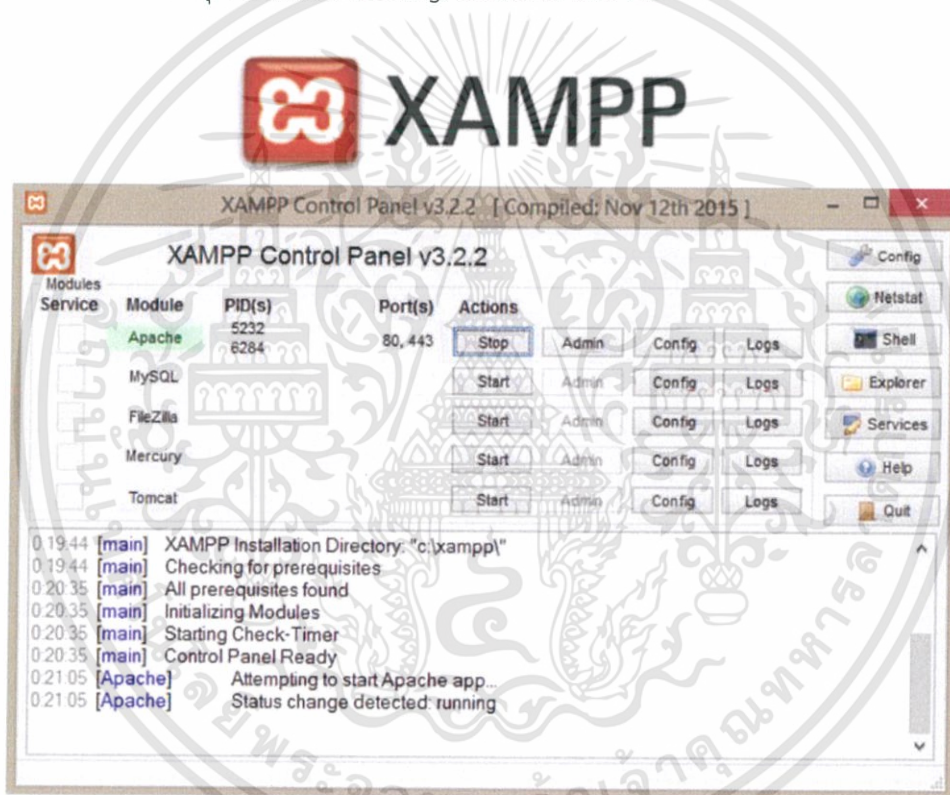 XAMPP
XAMPP Control Panel v3.2.2 [ Compiled: Nov 12th 2015 ]
XAMPP Control Panel v3.2.2
Config
Modules
Service Module PID(s) Port(s) Actions
Netstat
Apache 5232 6284 80, 443 Stop Admin Config Logs
Shell
MySQL Start Admin Config Logs
Explorer
FileZilla Start Admin Config Logs
Services
Mercury Start Admin Config Logs
Help
Tomcat Start Admin Config Logs
Quit
0:19:44 [main] XAMPP Installation Directory: "c:\xampp\"
0:19:44 [main] Checking for prerequisites
0:20:35 [main] All prerequisites found
0:20:35 [main] Initializing Modules
0:20:35 [main] Starting Check-Timer
0:20:35 [main] Control Panel Ready
0:21:05 [Apache] Attempting to start Apache app...
0:21:05 [Apache] Status change detected: running